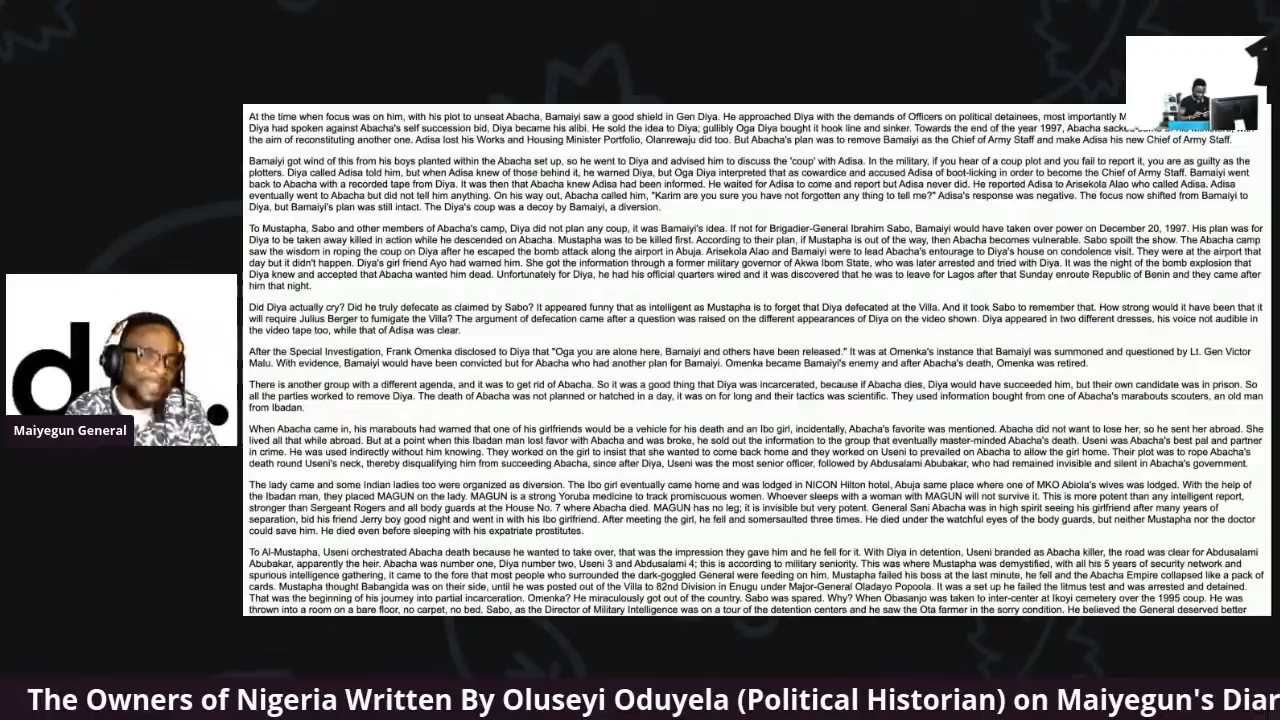 At the time when focus was on him, with his plot to unseat Abacha, Bamaiyi saw a good shield in Gen Diya. He approached Diya with the demands of Officers on political detainees, most importantly M
Diya had spoken against Abacha's self succession bid, Diya became his alibi. He sold the idea to Diya; gullibly Oga Diya bought it hook line and sinker. Towards the end of the year 1997, Abacha sacked
the aim of reconstituting another one. Adisa lost his Works and Housing Minister Portfolio, Olanrewaju did too. But Abacha's plan was to remove Bamaiyi as the Chief of Army Staff and make Adisa his new Chief of Army Staff.
Bamaiyi got wind of this from his boys planted within the Abacha set up, so he went to Diya and advised him to discuss the 'coup' with Adisa. In the military, if you hear of a coup plot and you fail to report it, you are as guilty as the
plotters. Diya called Adisa told him, but when Adisa knew of those behind it, he warned Diya, but Oga Diya interpreted that as cowardice and accused Adisa of boot-licking in order to become the Chief of Army Staff. Bamaiyi went
back to Abacha with a recorded tape from Diya. It was then that Abacha knew Adisa had been informed. He waited for Adisa to come and report but Adisa never did. He reported Adisa to Arisekola Alao who called Adisa. Adisa
eventually went to Abacha but did not tell him anything. On his way out, Abacha called him, "Karim are you sure you have not forgotten any thing to tell me?" Adisa's response was negative. The focus now shifted from Bamaiyi to
Diya, but Bamaiyi's plan was still intact. The Diya's coup was a decoy by Bamaiyi, a diversion.
To Mustapha, Sabo and other members of Abacha's camp, Diya did not plan any coup, it was Bamaiyi's idea. If not for Brigadier-General Ibrahim Sabo, Bamaiyi would have taken over power on December 20, 1997. His plan was for
Diya to be taken away killed in action while he descended on Abacha. Mustapha was to be killed first. According to their plan, if Mustapha is out of the way, then Abacha becomes vulnerable. Sabo spoilt the show. The Abacha camp
saw the wisdom in roping the coup on Diya after he escaped the bomb attack along the airport in Abuja. Arisekola Alao and Bamaiyi were to lead Abacha's entourage to Diya's house on condolence visit. They were at the airport that
day but it didn't happen. Diya's girl friend Ayo had warned him. She got the information through a former military governor of Akwa Ibom State, who was later arrested and tried with Diya. It was the night of the bomb explosion that
Diya knew and accepted that Abacha wanted him dead. Unfortunately for Diya, he had his official quarters wired and it was discovered that he was to leave for Lagos after that Sunday enroute Republic of Benin and they came after
him that night.
Did Diya actually cry? Did he truly defecate as claimed by Sabo? It appeared funny that as intelligent as Mustapha is to forget that Diya defecated at the Villa. And it took Sabo to remember that. How strong would it have been that it
will require Julius Berger to fumigate the Villa? The argument of defecation came after a question was raised on the different appearances of Diya on the video shown. Diya appeared in two different dresses, his voice not audible in
the video tape too, while that of Adisa was clear.
After the Special Investigation, Frank Omenka disclosed to Diya that "Oga you are alone here, Bamaiyi and others have been released." It was at Omenka's instance that Bamaiyi was summoned and questioned by Lt. Gen Victor
Malu. With evidence, Bamaiyi would have been convicted but for Abacha who had another plan for Bamaiyi. Omenka became Bamaiyi's enemy and after Abacha's death, Omenka was retired.
There is another group with a different agenda, and it was to get rid of Abacha. So it was a good thing that Diya was incarcerated, because if Abacha dies, Diya would have succeeded him, but their own candidate was in prison. So
all the parties worked to remove Diya. The death of Abacha was not planned or hatched in a day, it was on for long and their tactics was scientific. They used information bought from one of Abacha's marabouts scouters, an old man
from Ibadan.
When Abacha came in, his marabouts had warned that one of his girlfriends would be a vehicle for his death and an Ibo girl, incidentally, Abacha's favorite was mentioned. Abacha did not want to lose her, so he sent her abroad. She
lived all that while abroad. But at a point when this Ibadan man lost favor with Abacha and was broke, he sold out the information to the group that eventually master-minded Abacha's death. Useni was Abacha's best pal and partner
in crime. He was used indirectly without him knowing. They worked on the girl to insist that she wanted to come back home and they worked on Useni to prevailed on Abacha to allow the girl home. Their plot was to rope Abacha's
death round Useni's neck, thereby disqualifying him from succeeding Abacha, since after Diya, Useni was the most senior officer, followed by Abdusalami Abubakar, who had remained invisible and silent in Abacha's government.
The lady came and some Indian ladies too were organized as diversion. The Ibo girl eventually came home and was lodged in NICON Hilton hotel, Abuja same place where one of MKO Abiola's wives was lodged. With the help of
the Ibadan man, they placed MAGUN on the lady. MAGUN is a strong Yoruba medicine to track promiscuous women. Whoever sleeps with a woman with MAGUN will not survive it. This is more potent than any intelligent report,
stronger than Sergeant Rogers and all body guards at the House No. 7 where Abacha died. MAGUN has no leg; it is invisible but very potent. General Sani Abacha was in high spirit seeing his girlfriend after many years of
separation, bid his friend Jerry boy good night and went in with his Ibo girlfriend. After meeting the girl, he fell and somersaulted three times. He died under the watchful eyes of the body guards, but neither Mustapha nor the doctor
could save him. He died even before sleeping with his expatriate prostitutes.
To Al-Mustapha, Useni orchestrated Abacha death because he wanted to take over, that was the impression they gave him and he fell for it. With Diya in detention, Useni branded as Abacha killer, the road was clear for Abdusalami
Abubakar, apparently the heir. Abacha was number one, Diya number two, Useni 3 and Abdusalami 4; this is according to military seniority. This was where Mustapha was demystified, with all his 5 years of security network and
spurious intelligence gathering, it came to the fore that most people who surrounded the dark-goggled General were feeding on him. Mustapha failed his boss at the last minute, he fell and the Abacha Empire collapsed like a pack of
cards. Mustapha thought Babangida was on their side, until he was posted out of the Villa to 82nd Division in Enugu under Major-General Oladayo Popoola. It was a set up he failed the litmus test and was arrested and detained.
That was the beginning of his journey into partial incarceration. Omenka? He miraculously got out of the country. Sabo was spared. Why? When Obasanjo was taken to inter-center at Ikoyi cemetery over the 1995 coup. He was
thrown into a room on a bare floor, no carpet, no bed. Sabo, as the Director of Military Intelligence was on a tour of the detention centers and he saw the Ota farmer in the sorry condition. He believed the General deserved better
d.
Maiyegun General
The Owners of Nigeria Written By Oluseyi Oduyela (Political Historian) on Maiyegun's Diar